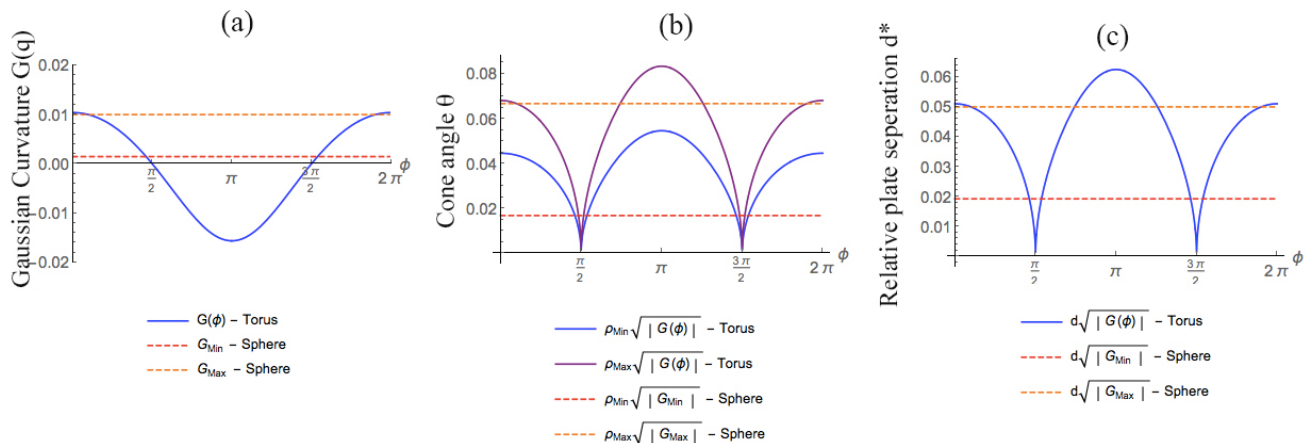 (a)
Gaussian Curvature G(q)
0.02
0.01
0.00
-0.01
-0.02
π/2
π
3π/2
2 π
ϕ
G(ϕ) – Torus
G_Min – Sphere
G_Max – Sphere
(b)
Cone angle θ
0.08
0.06
0.04
0.02
π/2
π
3π/2
2 π
ϕ
ρ_Min √| G(ϕ) | – Torus
ρ_Max √| G(ϕ) | – Torus
ρ_Min √| G_Min | – Sphere
ρ_Max √| G_Max | – Sphere
(c)
Relative plate seperation d*
0.06
0.05
0.04
0.03
0.02
0.01
π/2
π
3π/2
2 π
ϕ
d√| G(ϕ) | – Torus
d√| G_Min | – Sphere
d√| G_Max | – Sphere